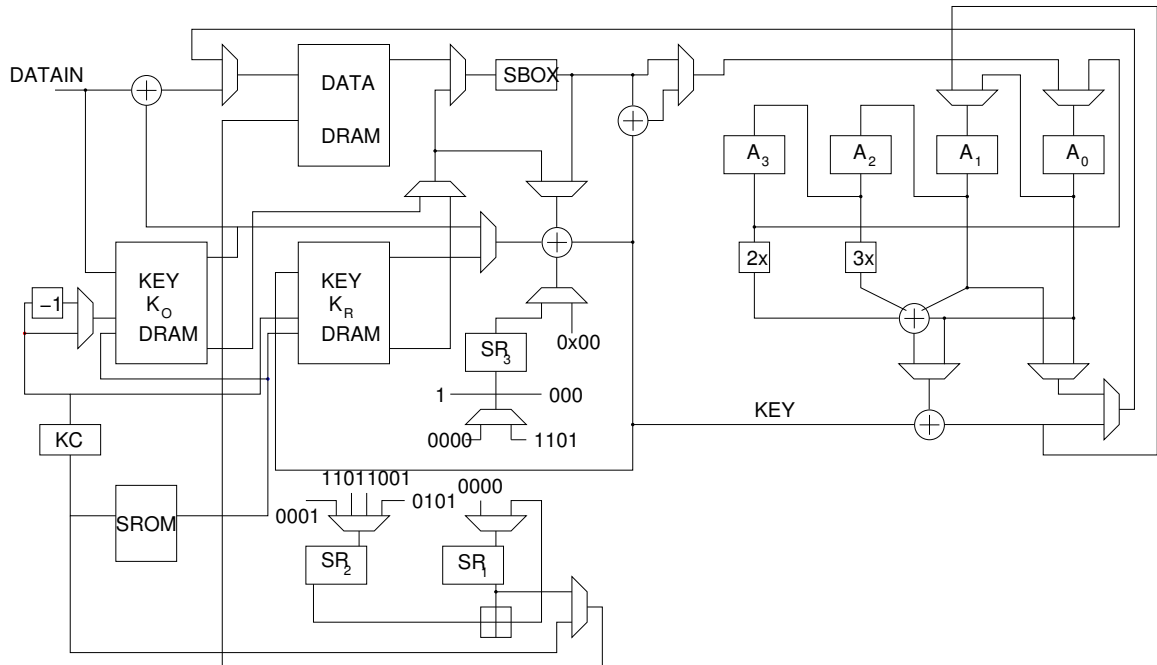 DATAIN
DATA
DRAM
SBOX
A3
A2
A1
A0
2x
3x
KEY
KO
DRAM
KEY
KR
DRAM
−1
SR3
0x00
1
000
0000
1101
KEY
KC
SROM
11011001
0001
0101
0000
SR2
SR1